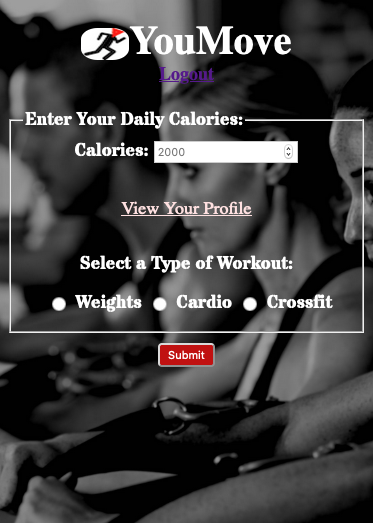 YouMove
Logout
Enter Your Daily Calories:
Calories: 2000
View Your Profile
Select a Type of Workout:
Weights Cardio Crossfit
Submit